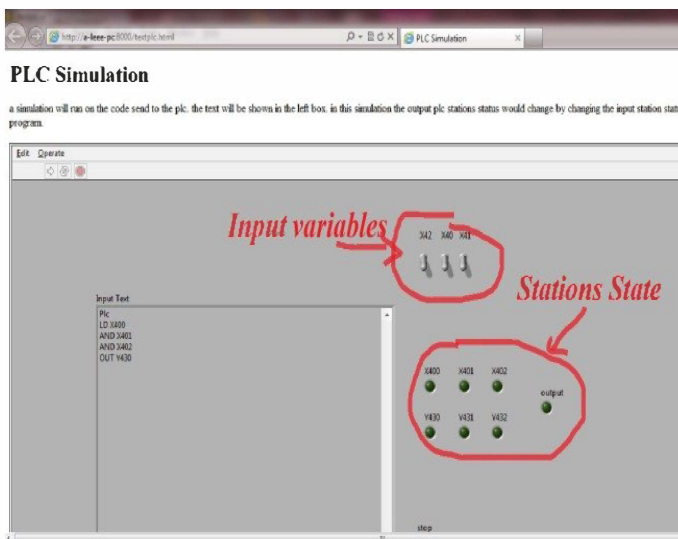 http://a-leee-pc:8000/textplc.html
PLC Simulation
PLC Simulation
a simulation will run on the code send to the plc. the text will be shown in the left box. in this simulation the output plc stations status would change by changing the input station stat
program.
Edit Operate
Input variables
X42 X40 X41
Stations State
Input Text
Plc
LD X400
AND X401
AND X402
OUT Y430
X400 X401 X402
output
Y430 Y431 Y432
stop